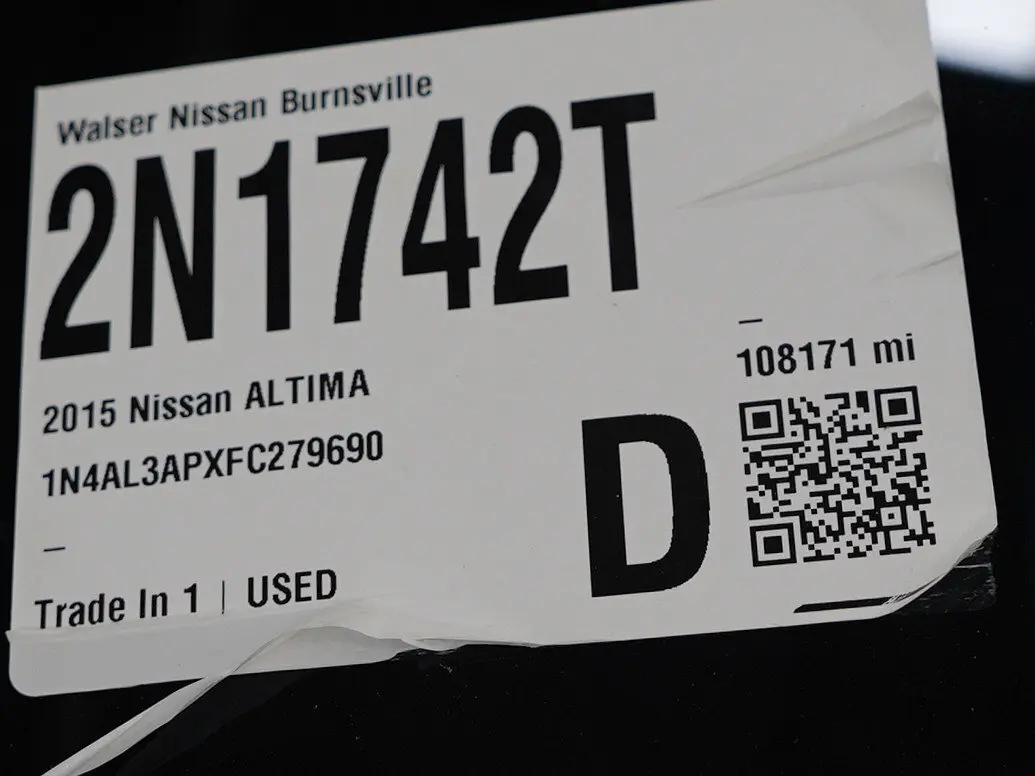 Walser Nissan Burnsville
2N1742T
–
108171 mi
2015 Nissan ALTIMA
1N4AL3APXFC279690
D
–
Trade In 1 | USED